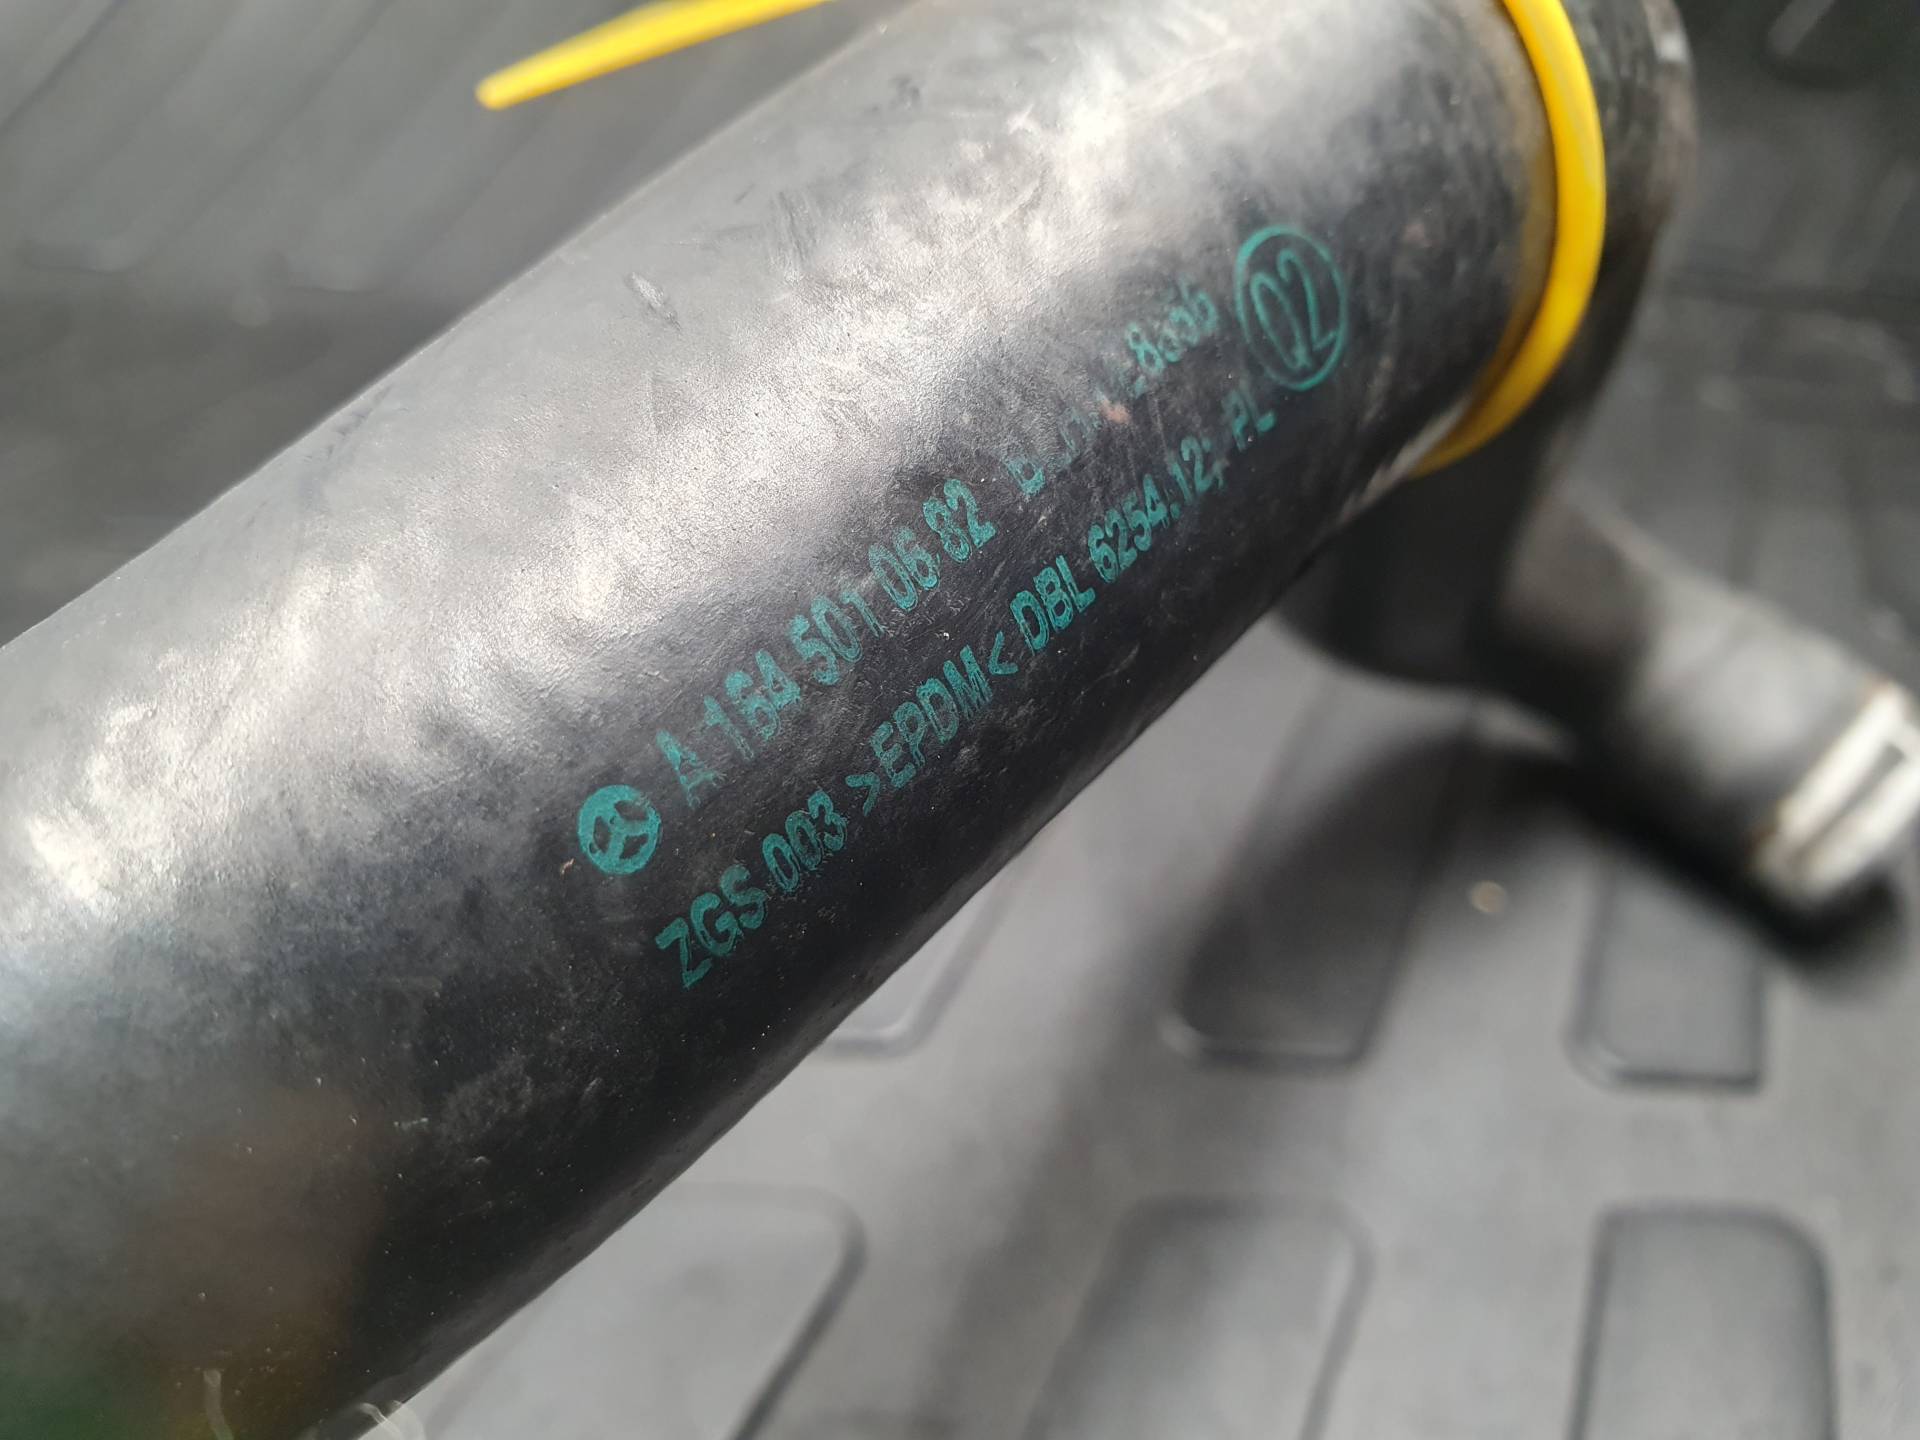 A 164 501 06 82 Q2
ZGS 003 >EPDM< DBL 6254.12; PL